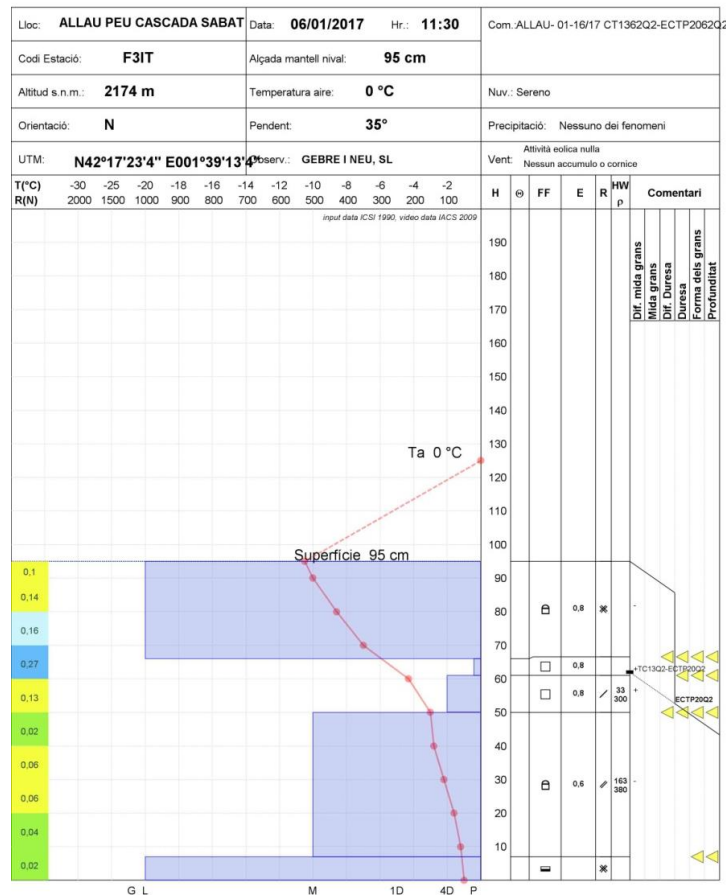 Lloc: ALLAU PEU CASCADA SABAT Data: 06/01/2017 Hr.: 11:30 Com.:ALLAU- 01-16/17 CT1362Q2-ECTP2062Q2
Codi Estació: F3IT Alçada mantell nival: 95 cm
Altitud s.n.m.: 2174 m Temperatura aire: 0 °C Nuv.: Sereno
Orientació: N Pendent: 35° Precipitació: Nessuno dei fenomeni
UTM: N42º17'23'4" E001º39'13'4" Observ.: GEBRE I NEU, SL Vent: Attività eolica nulla
Nessun accumulo o cornice
T(°C) -30 -25 -20 -18 -16 -14 -12 -10 -8 -6 -4 -2
R(N) 2000 1500 1000 900 800 700 600 500 400 300 200 100
H FF E R HW ρ Comentari
input data ICSI 1990, video data IACS 2009
Dif. mida grans
Mida grans
Dif. Duresa
Duresa
Forma dels grans
Profunditat
190
180
170
160
150
140
130
Ta 0 °C
120
110
100
Superficie 95 cm
0,1 90
0,14 80 0,8 -
0,16 70
0,27 60 0,8 +TC13Q2-ECTP20Q2
0,13 50 0,8 33 300 + ECTP20Q2
0,02 40
0,06 30 0,6 163 380 -
0,06 20
0,04 10
0,02
G L M 1D 4D P